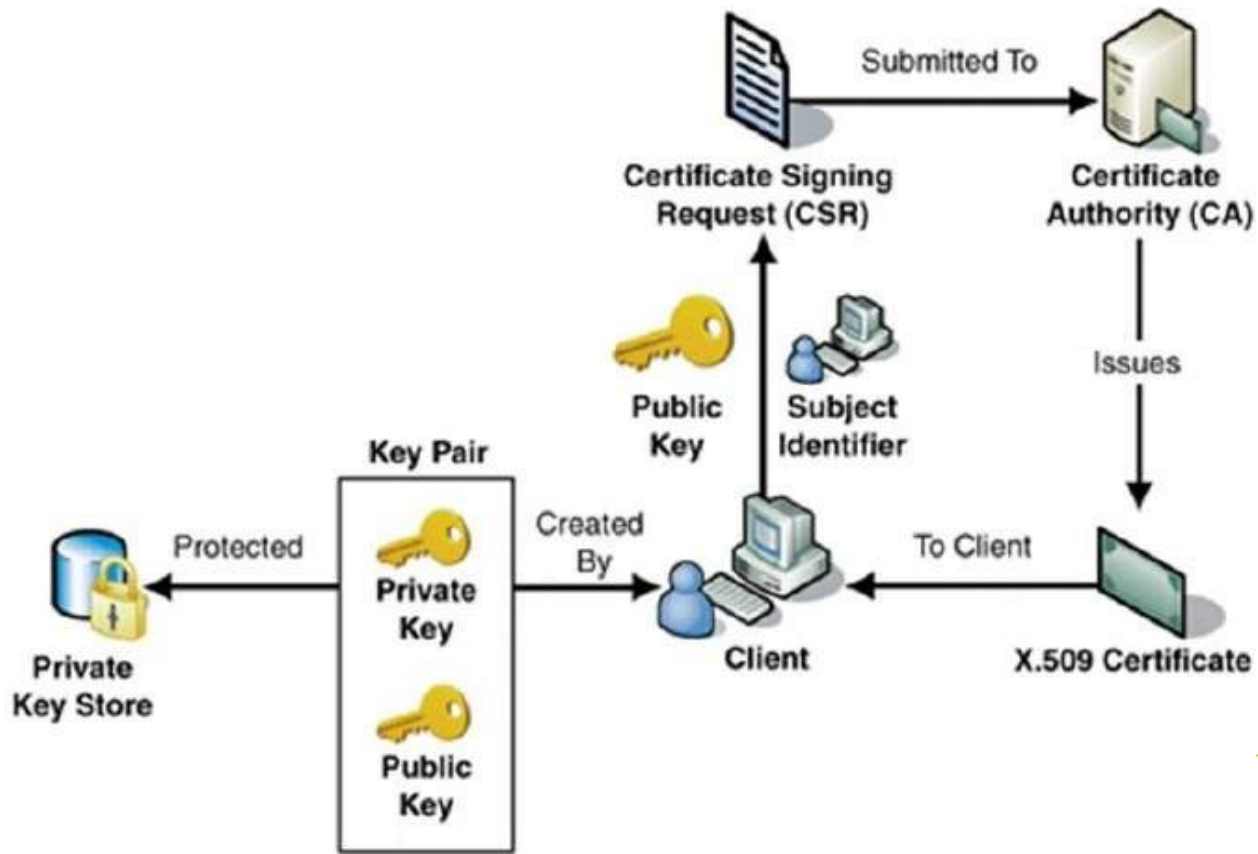 Submitted To
Certificate Signing
Request (CSR)
Certificate
Authority (CA)
Issues
Public
Key
Subject
Identifier
Key Pair
Protected
Private
Key
Created
By
To Client
Private
Key Store
Client
X.509 Certificate
Public
Key